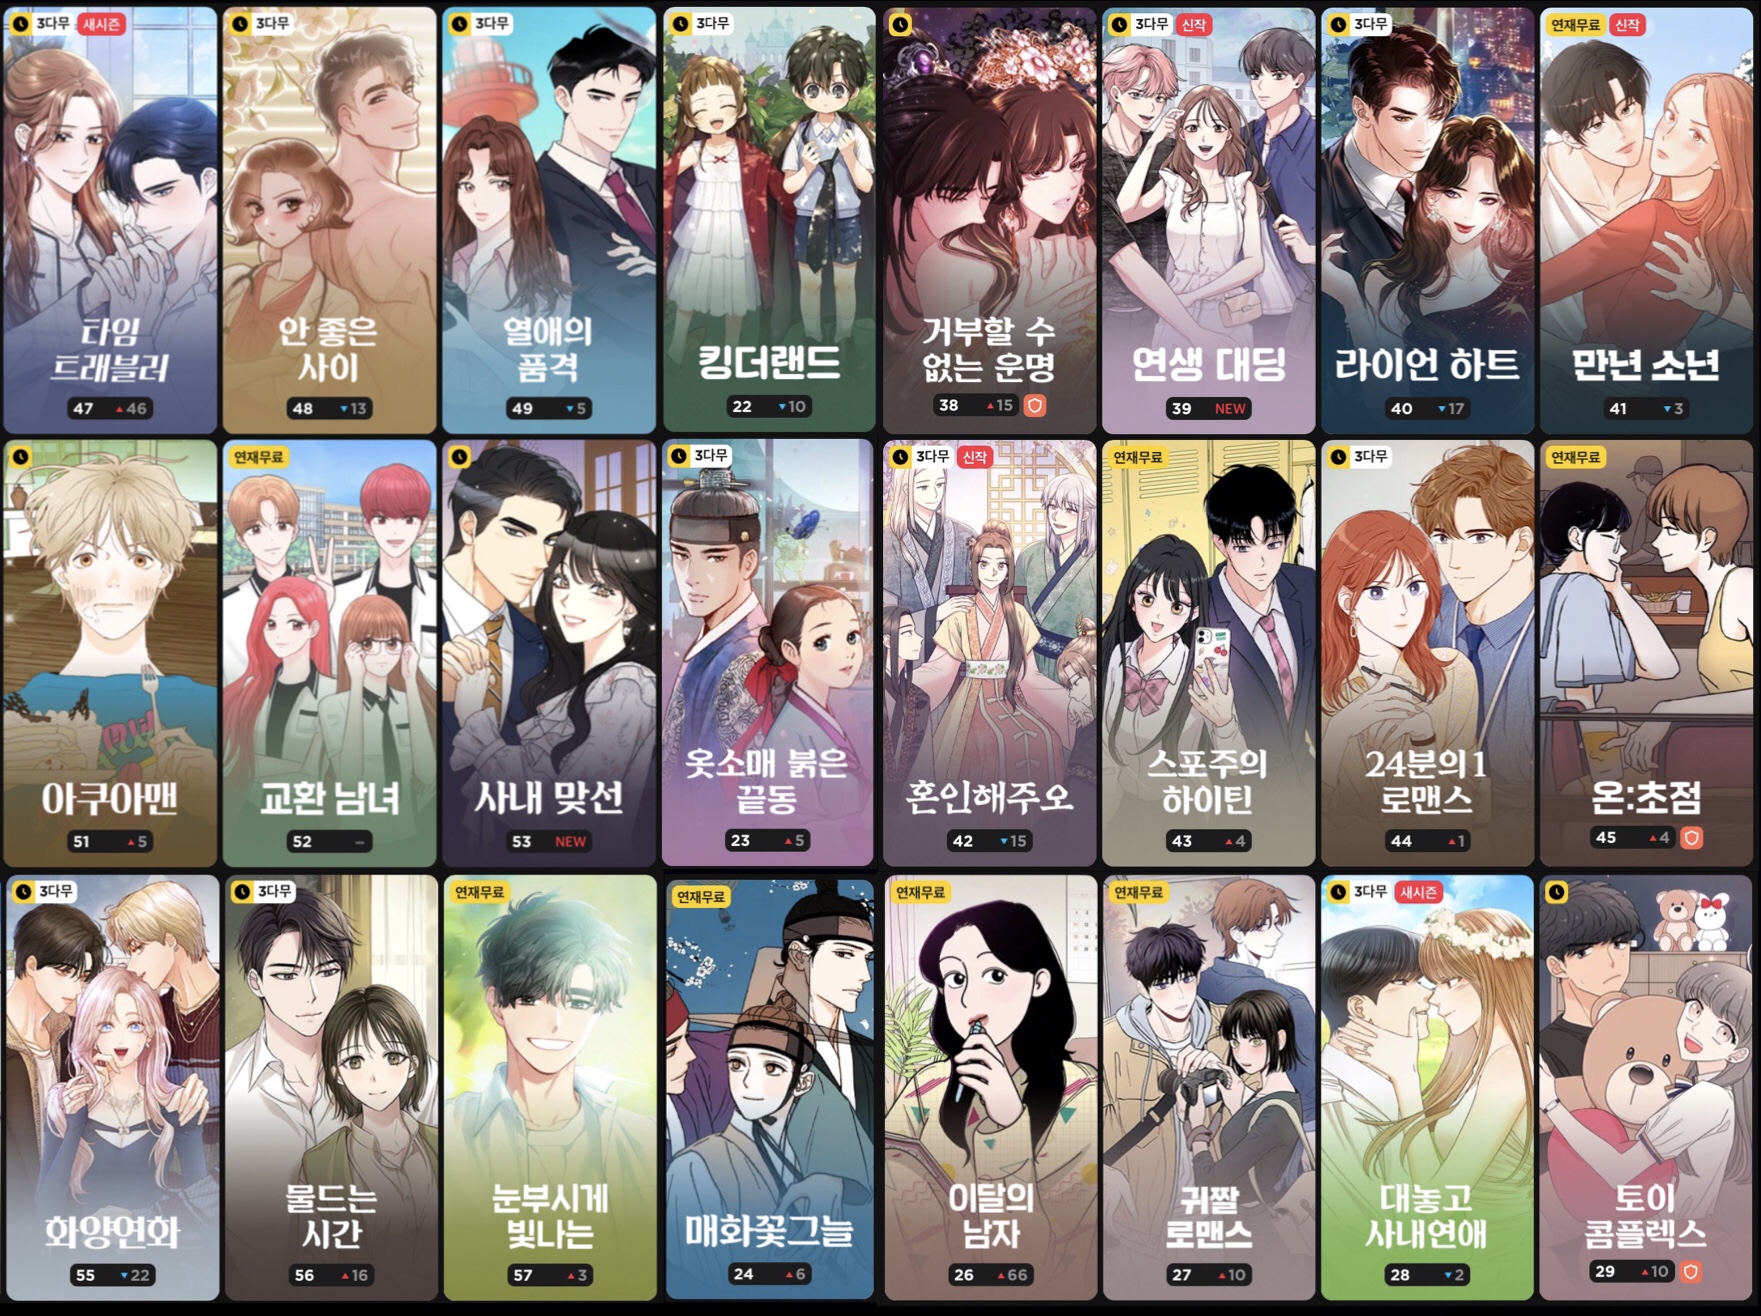 3다무 새시즌
타임
트래블러
47 ▲46
3다무
안 좋은
사이
48 ▼13
3다무
열애의
품격
49 ▼5
3다무
킹더랜드
22 ▼10
거부할 수
없는 운명
38 ▲15
3다무 신작
연생 대딩
39 NEW
3다무
라이언 하트
40 ▼17
연재무료 신작
만년 소년
41 ▼3
아쿠아맨
51 ▲5
연재무료
교환 남녀
52 –
사내 맞선
53 NEW
3다무
옷소매 붉은
끝동
23 ▲5
3다무 신작
혼인해주오
42 ▼15
연재무료
스포주의
하이틴
43 ▲4
3다무
24분의 1
로맨스
44 ▲1
연재무료
온:초점
45 ▲4
3다무
화양연화
55 ▼22
3다무
물드는
시간
56 ▲16
연재무료
눈부시게
빛나는
57 ▲3
연재무료
매화꽃그늘
24 ▲6
연재무료
이달의
남자
26 ▲66
연재무료
귀짤
로맨스
27 ▲10
3다무 새시즌
대놓고
사내연애
28 ▼2
토이
콤플렉스
29 ▲10